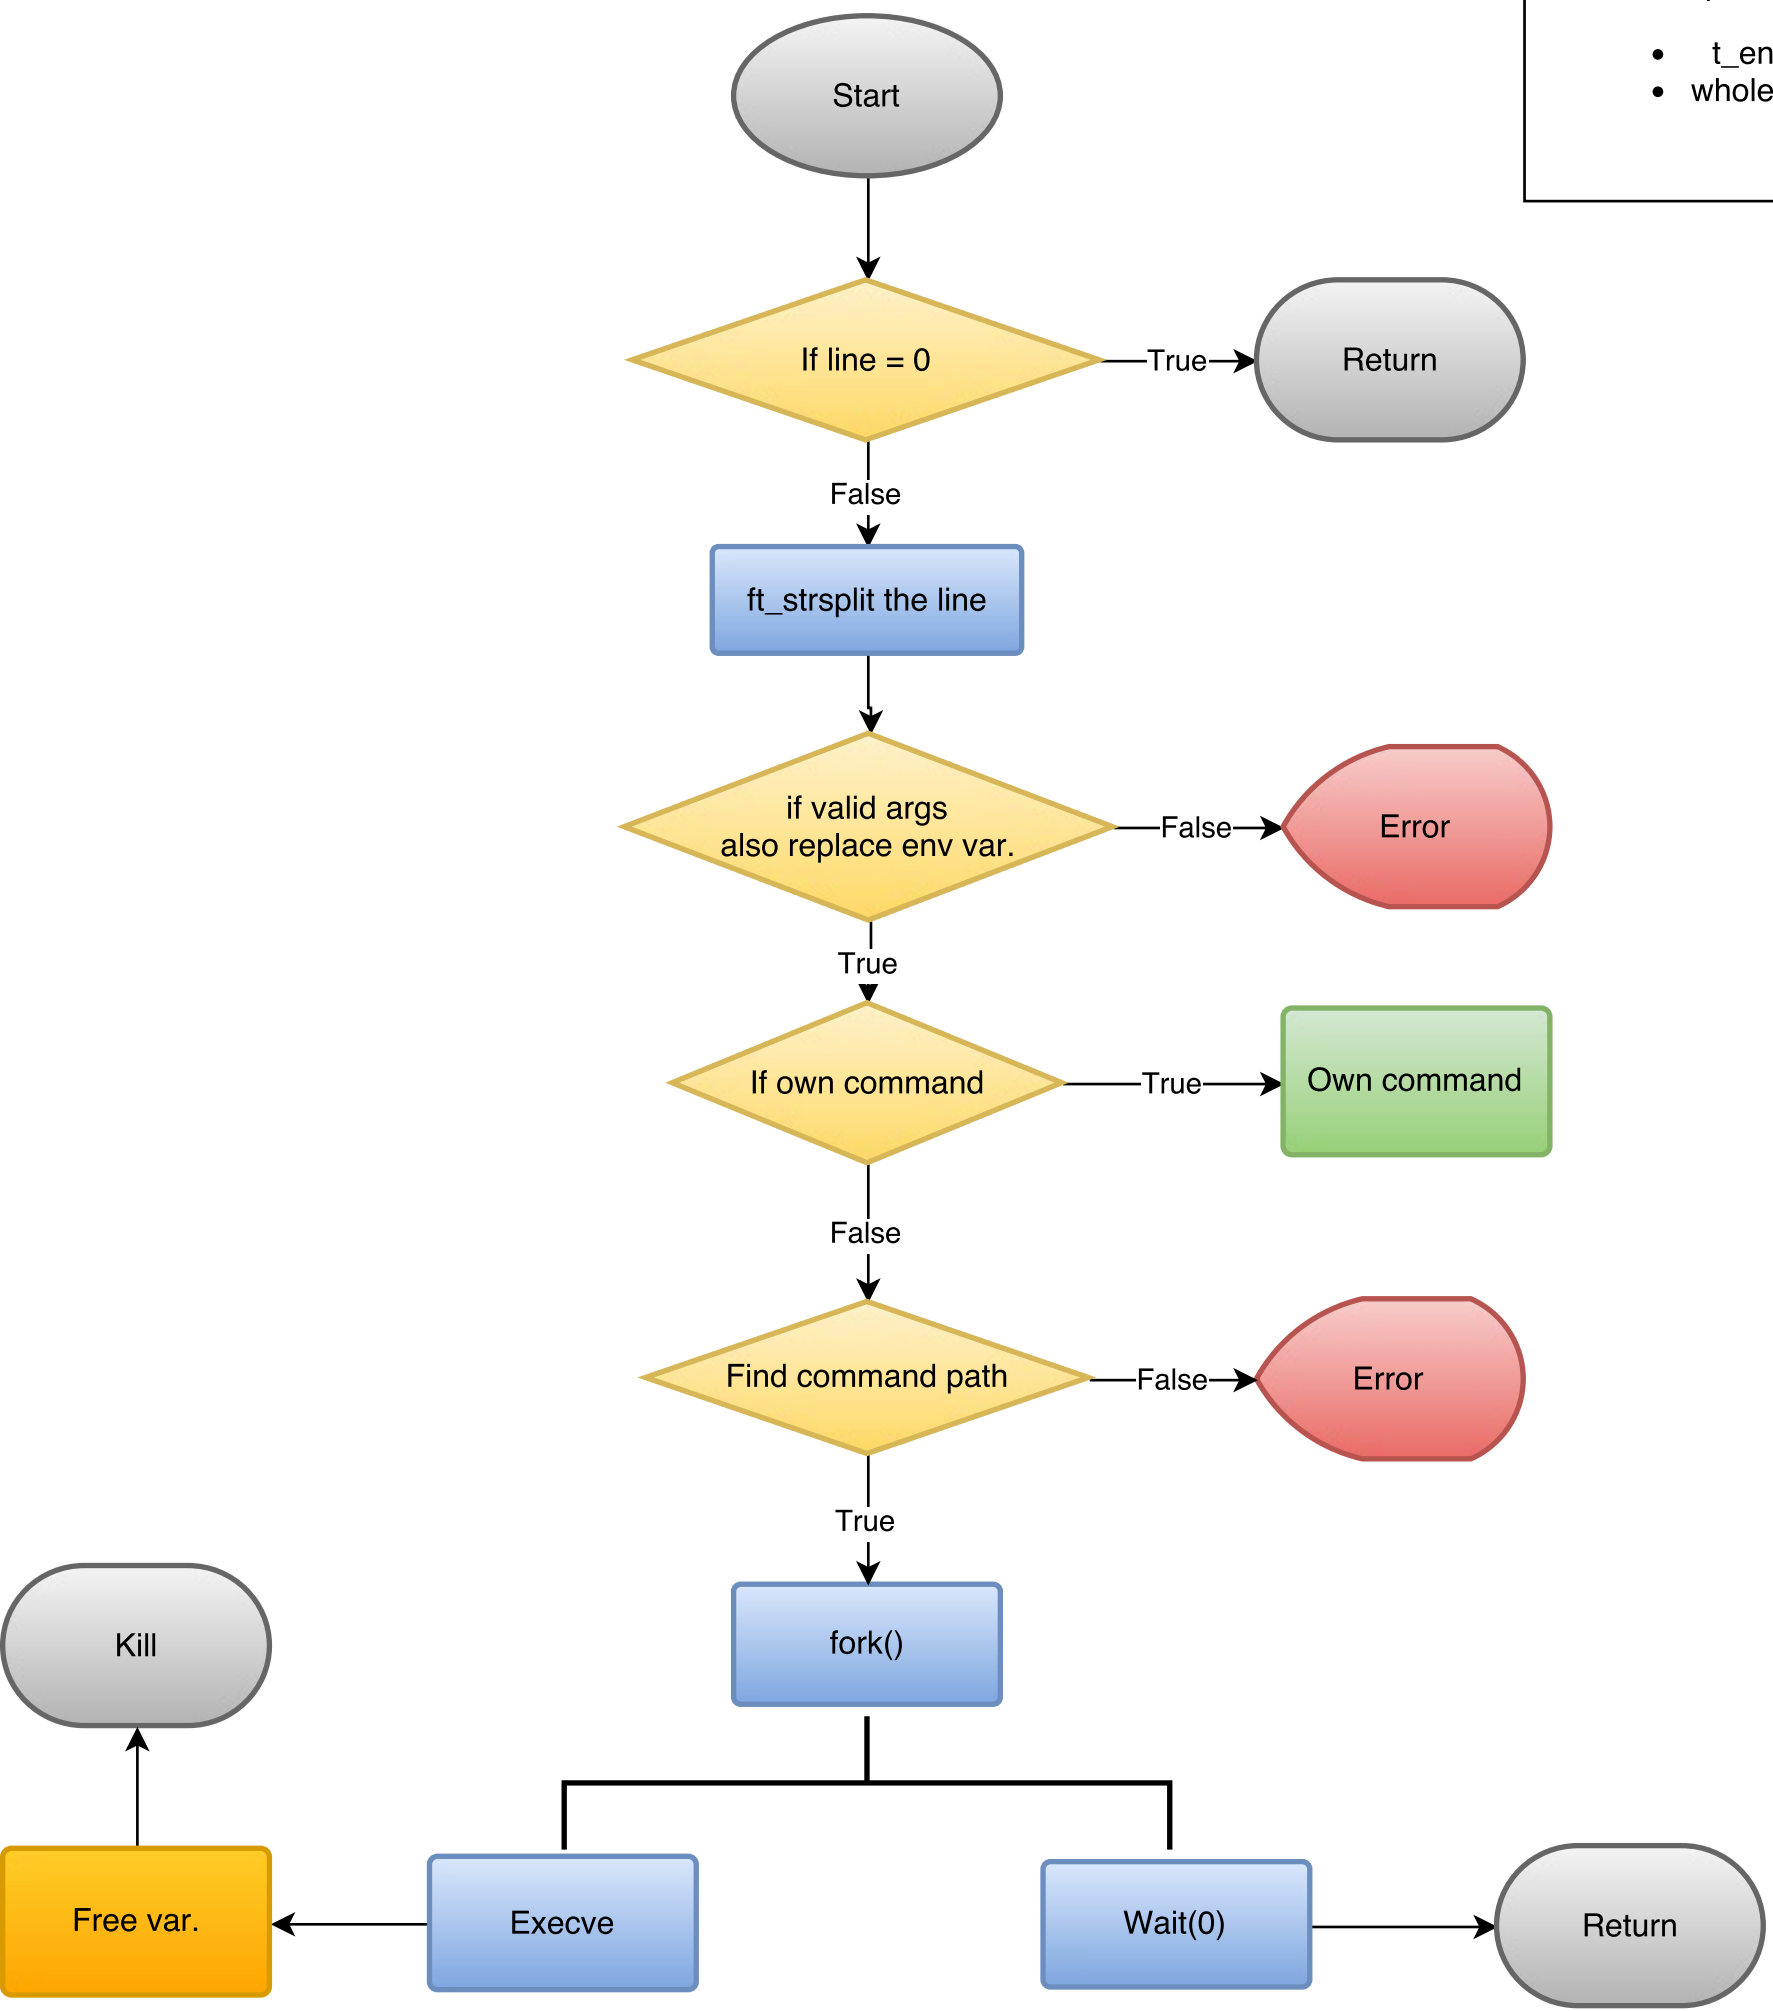 Start
t_en
whole
If line = 0
True
Return
False
ft_strsplit the line
if valid args
also replace env var.
False
Error
True
If own command
True
Own command
False
Find command path
False
Error
True
fork()
Kill
Free var.
Execve
Wait(0)
Return